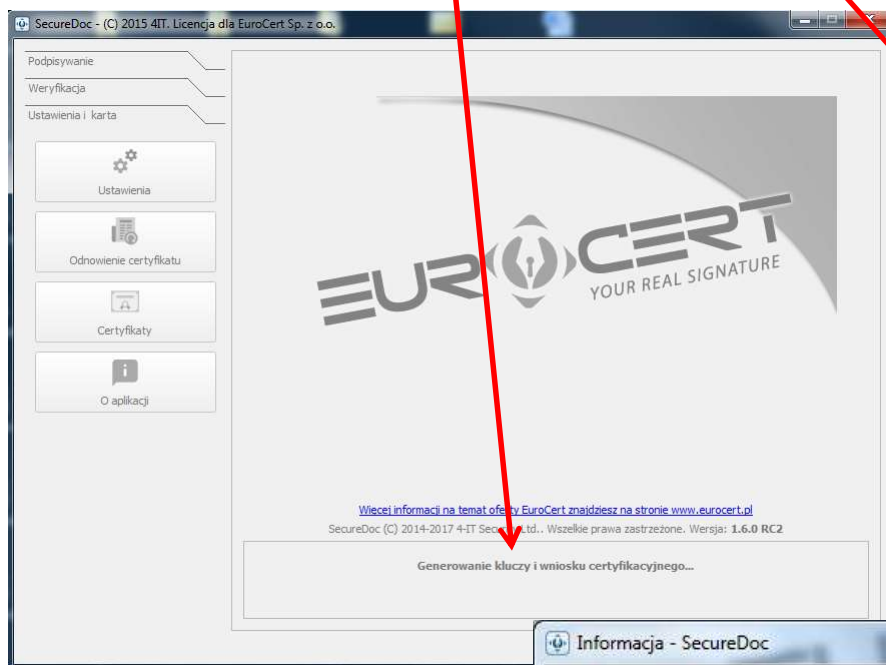 SecureDoc - (C) 2015 4IT. Licencja dla EuroCert Sp. z o.o.
Podpisywanie
Weryfikacja
Ustawienia i karta
Ustawienia
Odnowienie certyfikatu
Certyfikaty
O aplikacji
EUROCERT
YOUR REAL SIGNATURE
Więcej informacji na temat oferty EuroCert znajdziesz na stronie www.eurocert.pl
SecureDoc (C) 2014-2017 4-IT Security Ltd.. Wszelkie prawa zastrzeżone. Wersja: 1.6.0 RC2
Generowanie kluczy i wniosku certyfikacyjnego...
Informacja - SecureDoc